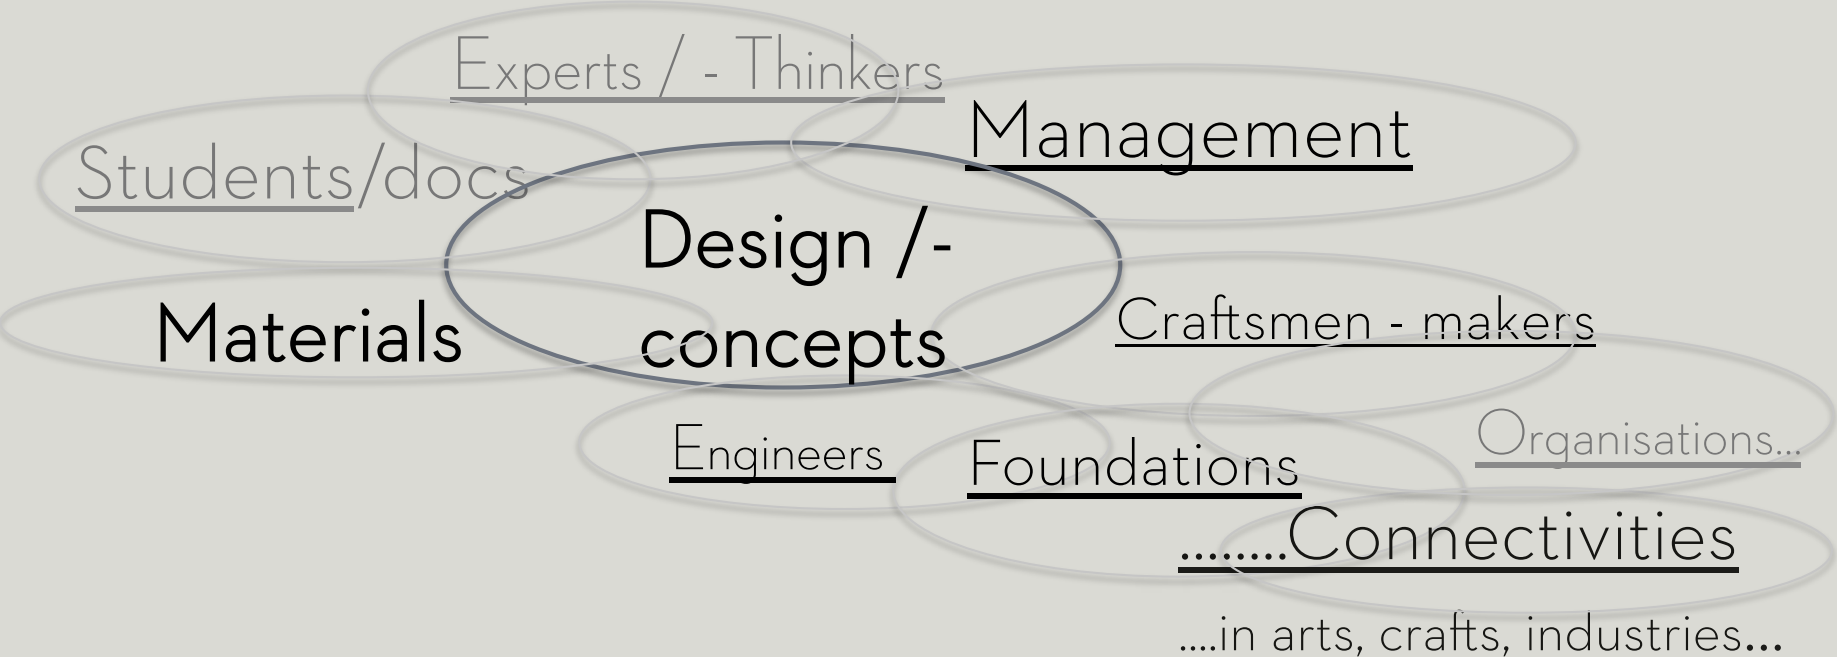 Experts / - Thinkers
Management
Students/docs
Design /-
concepts
Materials
Craftsmen - makers
Engineers
Foundations
Organisations...
........Connectivities
....in arts, crafts, industries...